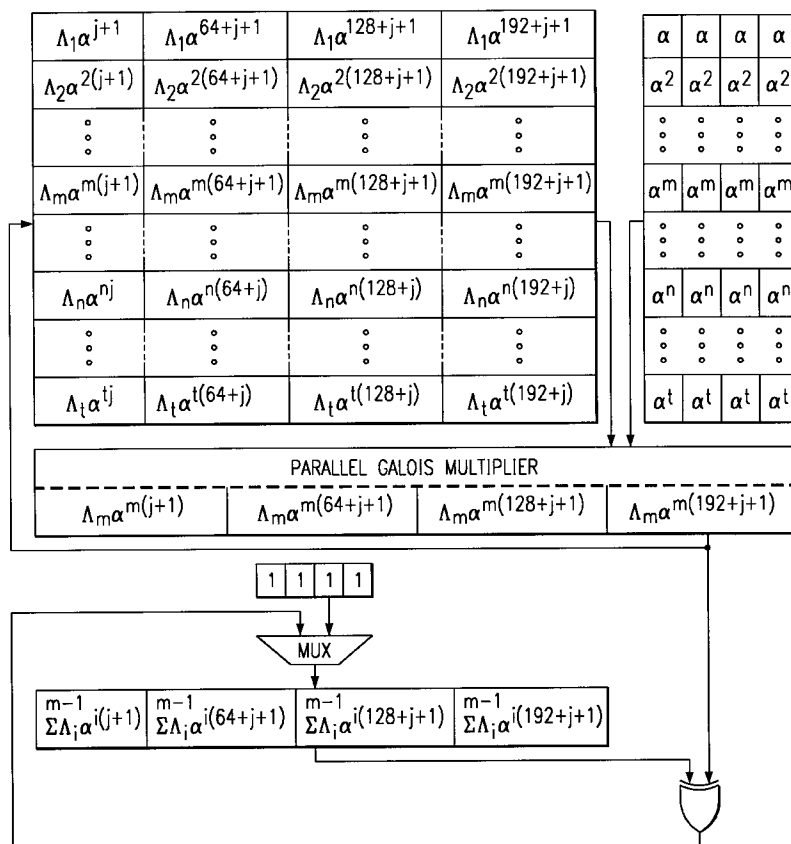 Λ₁α^{j+1} Λ₁α^{64+j+1} Λ₁α^{128+j+1} Λ₁α^{192+j+1} α α α α
Λ₂α^{2(j+1)} Λ₂α^{2(64+j+1)} Λ₂α^{2(128+j+1)} Λ₂α^{2(192+j+1)} α² α² α² α²
Λₘα^{m(j+1)} Λₘα^{m(64+j+1)} Λₘα^{m(128+j+1)} Λₘα^{m(192+j+1)} α^m α^m α^m α^m
Λₙα^{nj} Λₙα^{n(64+j)} Λₙα^{n(128+j)} Λₙα^{n(192+j)} α^n α^n α^n α^n
Λₜα^{tj} Λₜα^{t(64+j)} Λₜα^{t(128+j)} Λₜα^{t(192+j)} α^t α^t α^t α^t
PARALLEL GALOIS MULTIPLIER
Λₘα^{m(j+1)} Λₘα^{m(64+j+1)} Λₘα^{m(128+j+1)} Λₘα^{m(192+j+1)}
1 1 1 1
MUX
m-1 m-1 m-1 m-1
ΣΛᵢα^{i(j+1)} ΣΛᵢα^{i(64+j+1)} ΣΛᵢα^{i(128+j+1)} ΣΛᵢα^{i(192+j+1)}